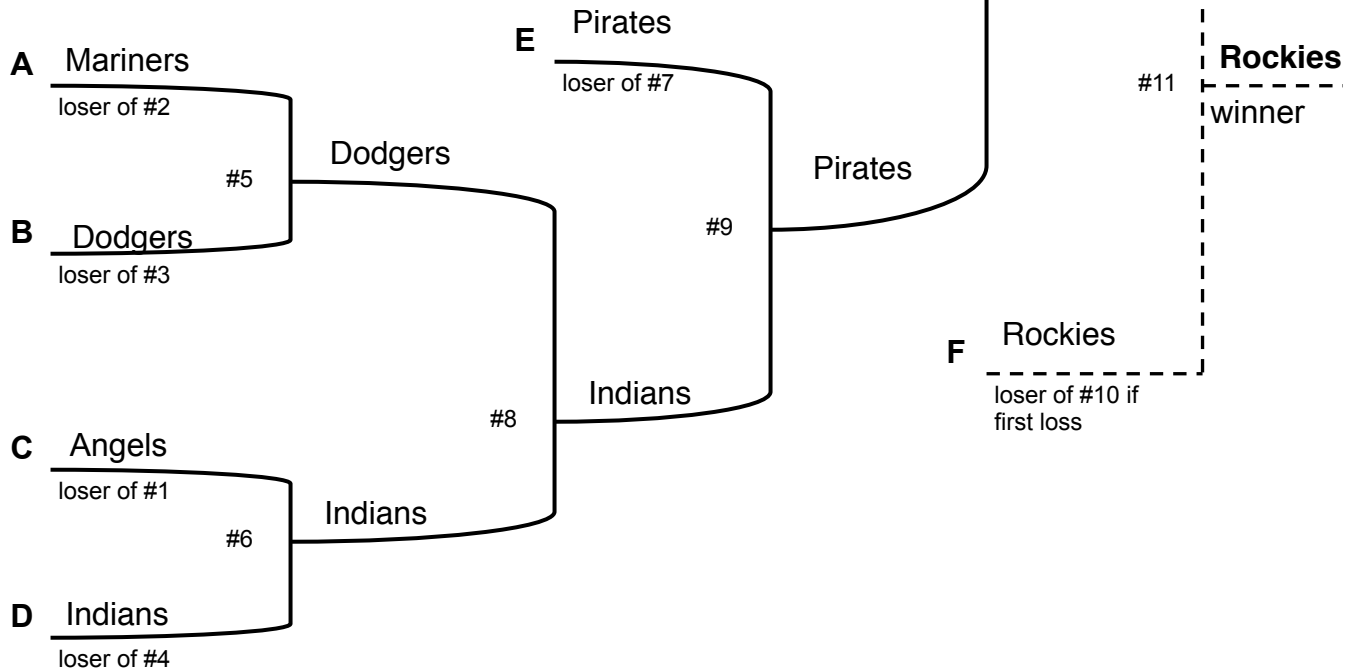 Pirates
E
loser of #7
A
Mariners
loser of #2
Rockies
#11
winner
Dodgers
#5
Pirates
B
Dodgers
loser of #3
#9
Rockies
F
loser of #10 if
first loss
Indians
#8
C
Angels
loser of #1
Indians
#6
D
Indians
loser of #4